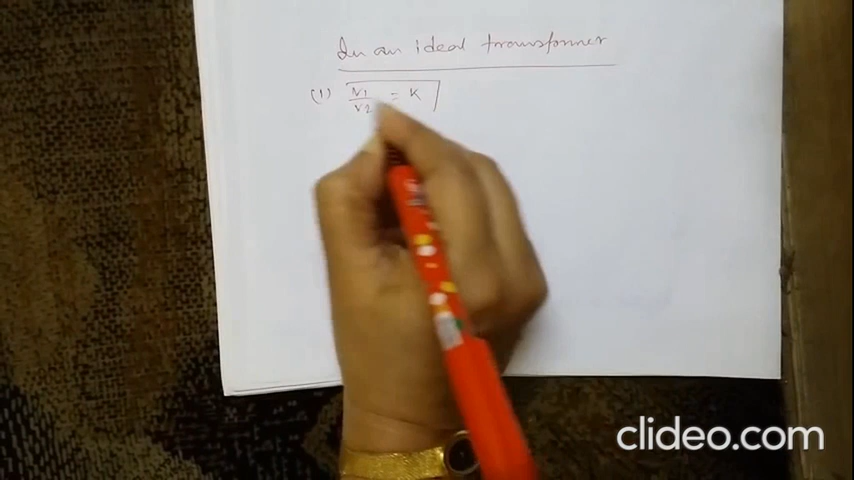 In an ideal transformer
(1) V1/V2 = K
clideo.com